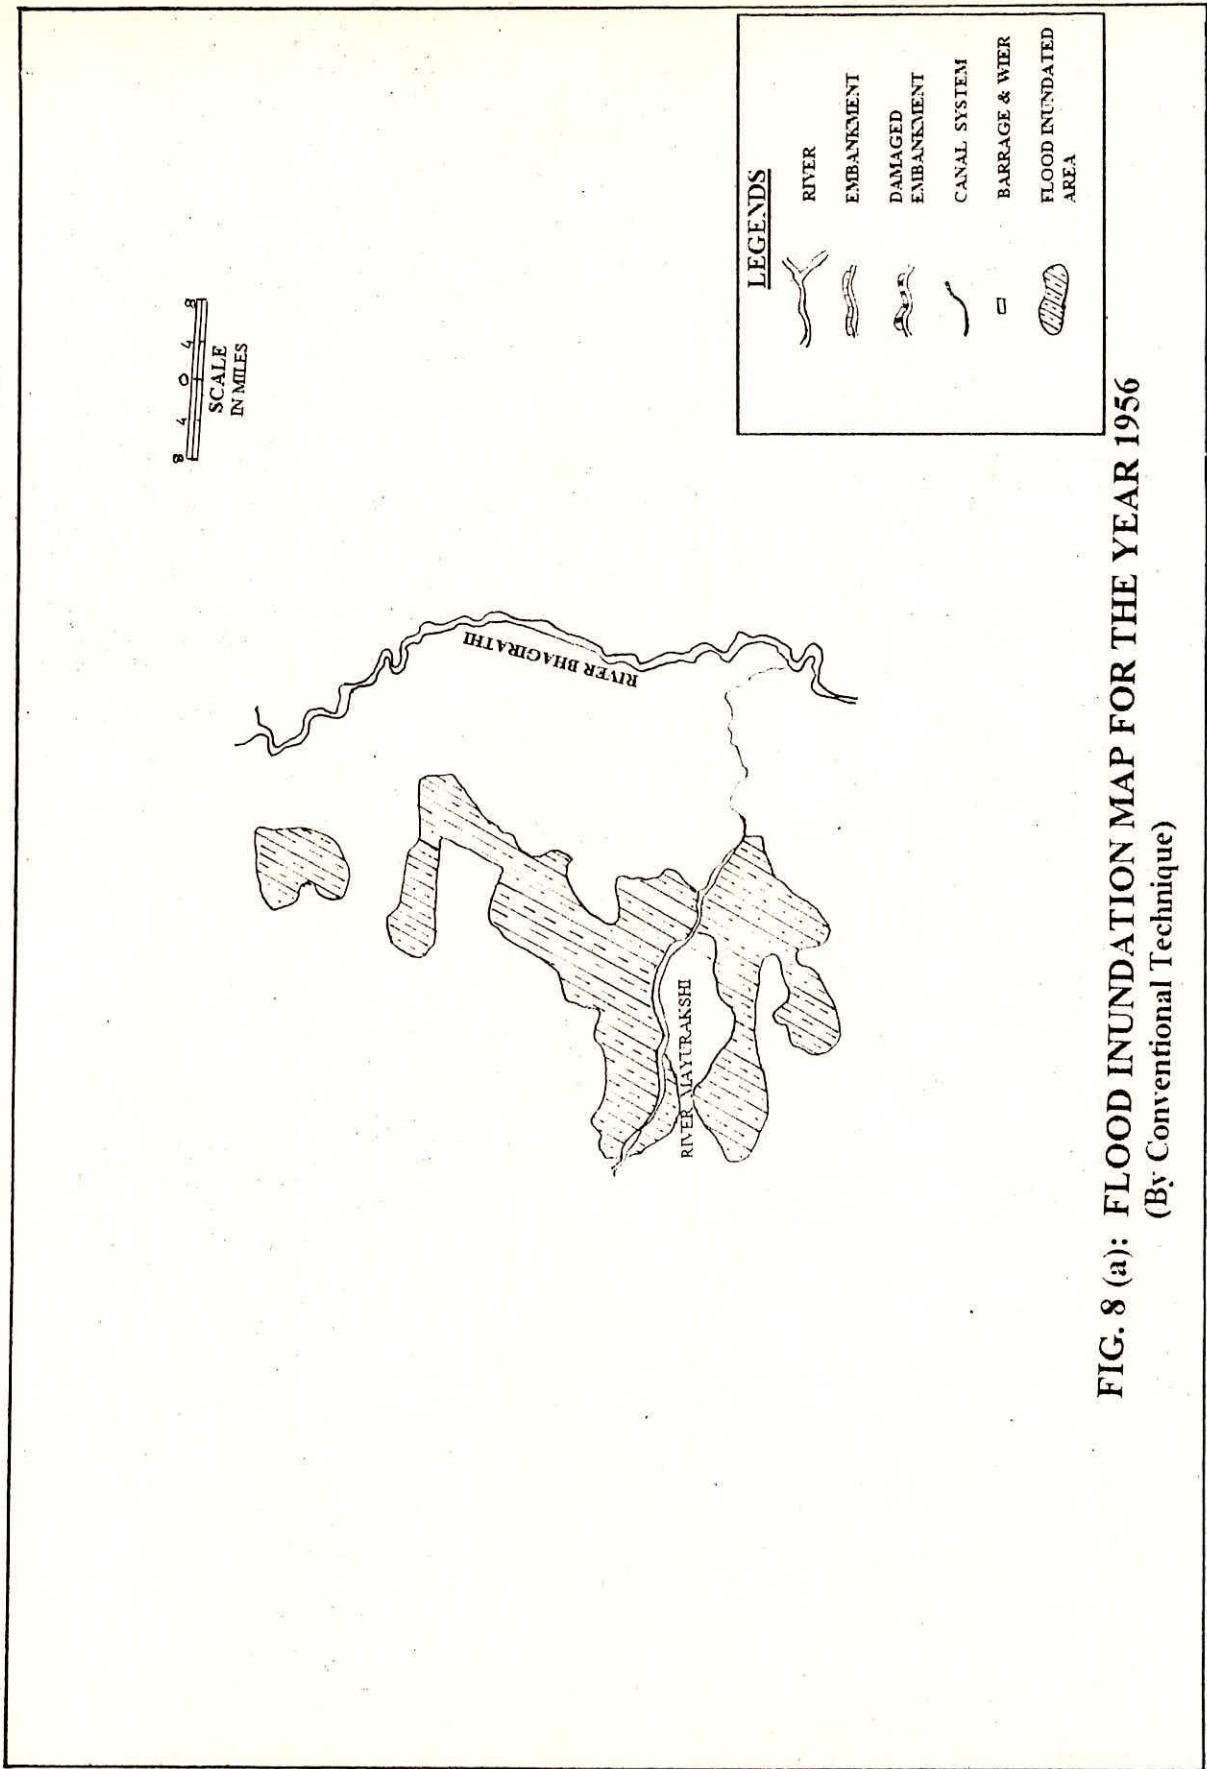 8 4 0 4 8
SCALE
IN MILES
RIVER BHAGIRATHI
RIVER MAYURAKSHI
LEGENDS
RIVER
EMBANKMENT
DAMAGED
EMBANKMENT
CANAL SYSTEM
BARRAGE & WIER
FLOOD INUNDATED
AREA
FIG. 8 (a): FLOOD INUNDATION MAP FOR THE YEAR 1956
(By Conventional Technique)